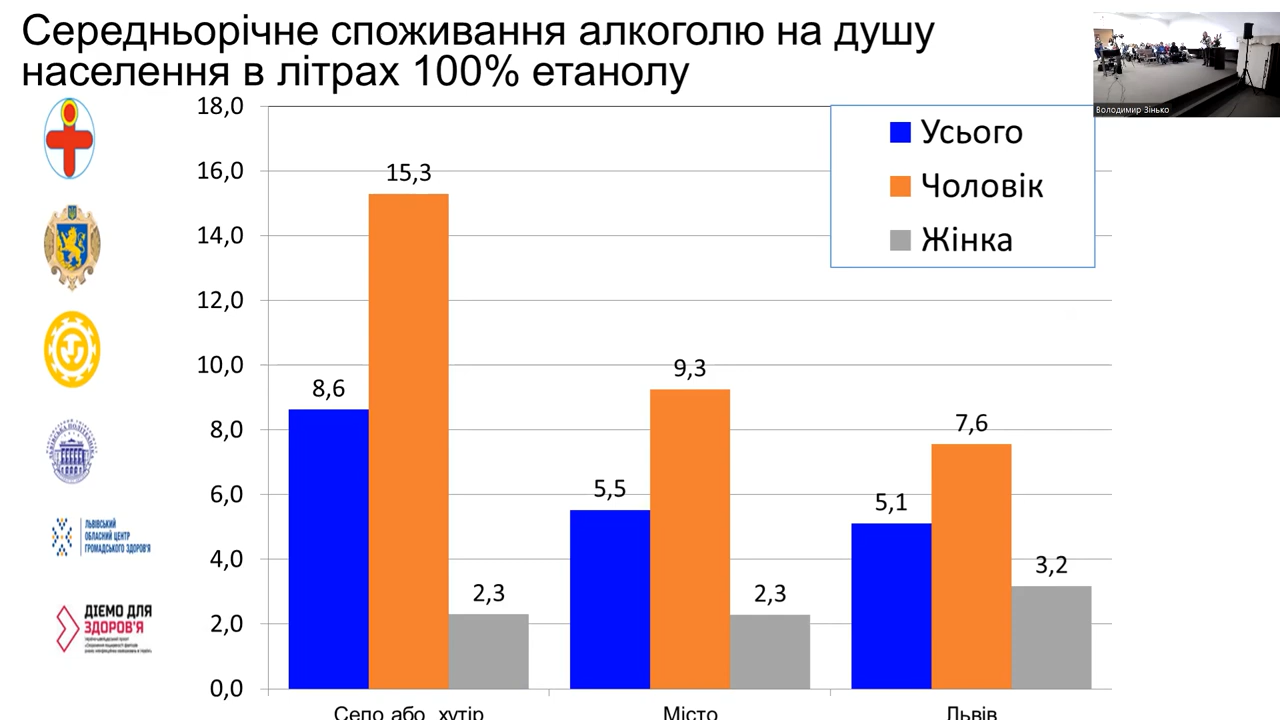 Середньорічне споживання алкоголю на душу
населення в літрах 100% етанолу
Володимир Зінько
18,0
16,0
14,0
12,0
10,0
8,0
6,0
4,0
2,0
0,0
Усього
Чоловік
Жінка
8,6
15,3
2,3
5,5
9,3
2,3
5,1
7,6
3,2
Село або хутір
Місто
Львів
ЛЬВІВСЬКА ПОЛІТЕХНІКА
ЛЬВІВСЬКИЙ
ОБЛАСНИЙ ЦЕНТР
ГРОМАДСЬКОГО ЗДОРОВ'Я
ДІЄМО ДЛЯ
ЗДОРОВ'Я